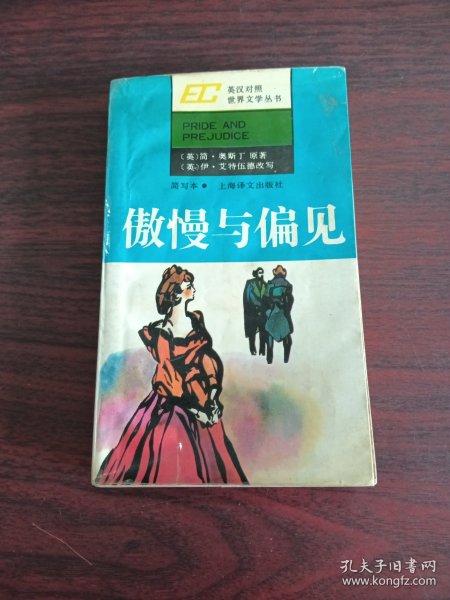 EC
英汉对照
世界文学丛书
PRIDE AND
PREJUDICE
〔英〕简·奥斯丁 原著
〔英〕伊·艾特伍德改写
简写本● 上海译文出版社
傲慢与偏见
孔夫子旧书网
www.kongfz.com